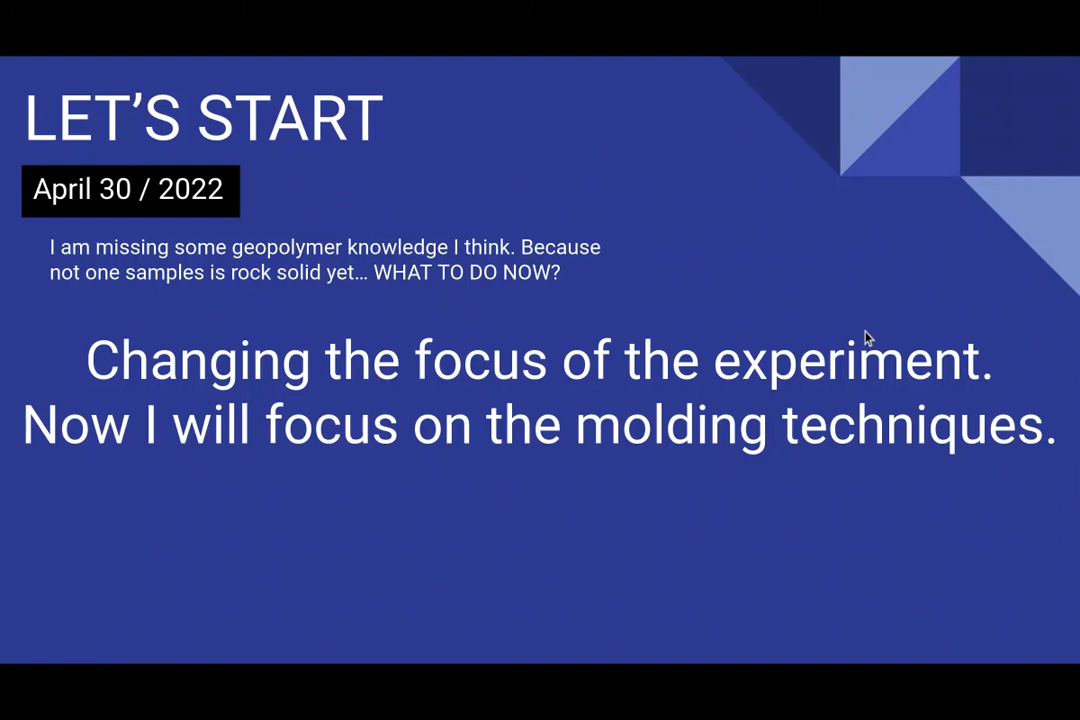 LET’S START
April 30 / 2022
I am missing some geopolymer knowledge I think. Because
not one samples is rock solid yet... WHAT TO DO NOW?
Changing the focus of the experiment.
Now I will focus on the molding techniques.